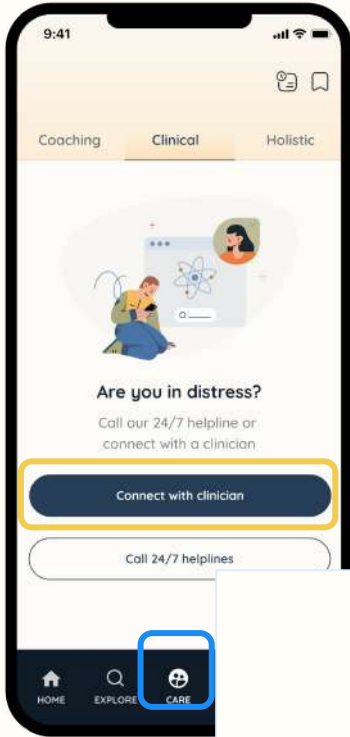 9:41
Coaching Clinical Holistic
Are you in distress?
Call our 24/7 helpline or
connect with a clinician
Connect with clinician
Call 24/7 helplines
HOME EXPLORE CARE